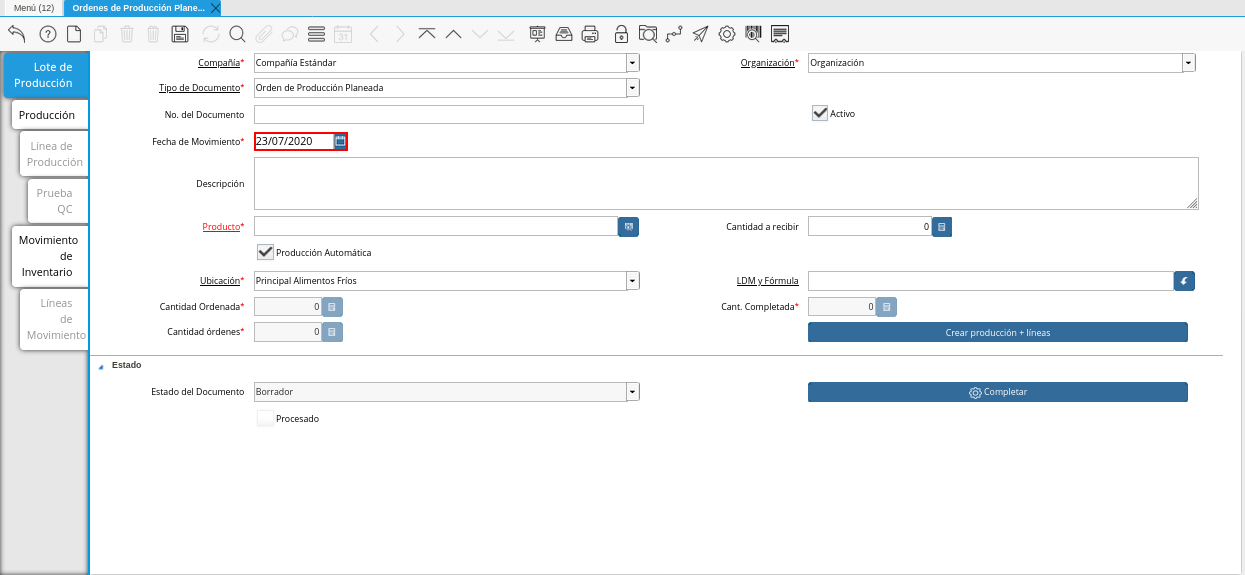 Menú (12)
Ordenes de Producción Plane...
31
Lote de
Producción
Producción
Línea de
Producción
Prueba
QC
Movimiento
de
Inventario
Líneas
de
Movimiento
Compañía* Compañía Estándar
Organización* Organización
Tipo de Documento* Orden de Producción Planeada
No. del Documento
Activo
Fecha de Movimiento* 23/07/2020
Descripción
Producto*
Cantidad a recibir 0
Producción Automática
Ubicación* Principal Alimentos Fríos
LDM y Fórmula
Cantidad Ordenada* 0
Cant. Completada* 0
Cantidad órdenes* 0
Crear producción + líneas
Estado
Estado del Documento Borrador
Completar
Procesado